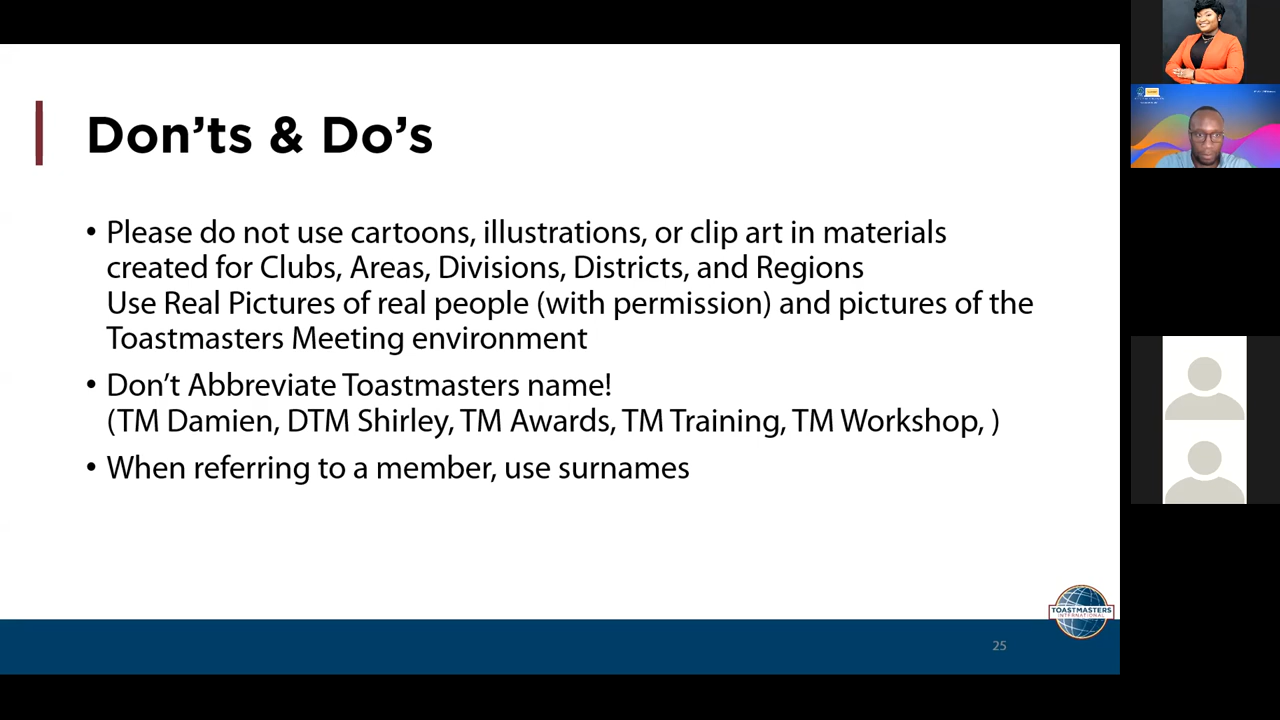 Don'ts & Do's
• Please do not use cartoons, illustrations, or clip art in materials
created for Clubs, Areas, Divisions, Districts, and Regions
Use Real Pictures of real people (with permission) and pictures of the
Toastmasters Meeting environment
• Don't Abbreviate Toastmasters name!
(TM Damien, DTM Shirley, TM Awards, TM Training, TM Workshop, )
• When referring to a member, use surnames
TOASTMASTERS
INTERNATIONAL
25